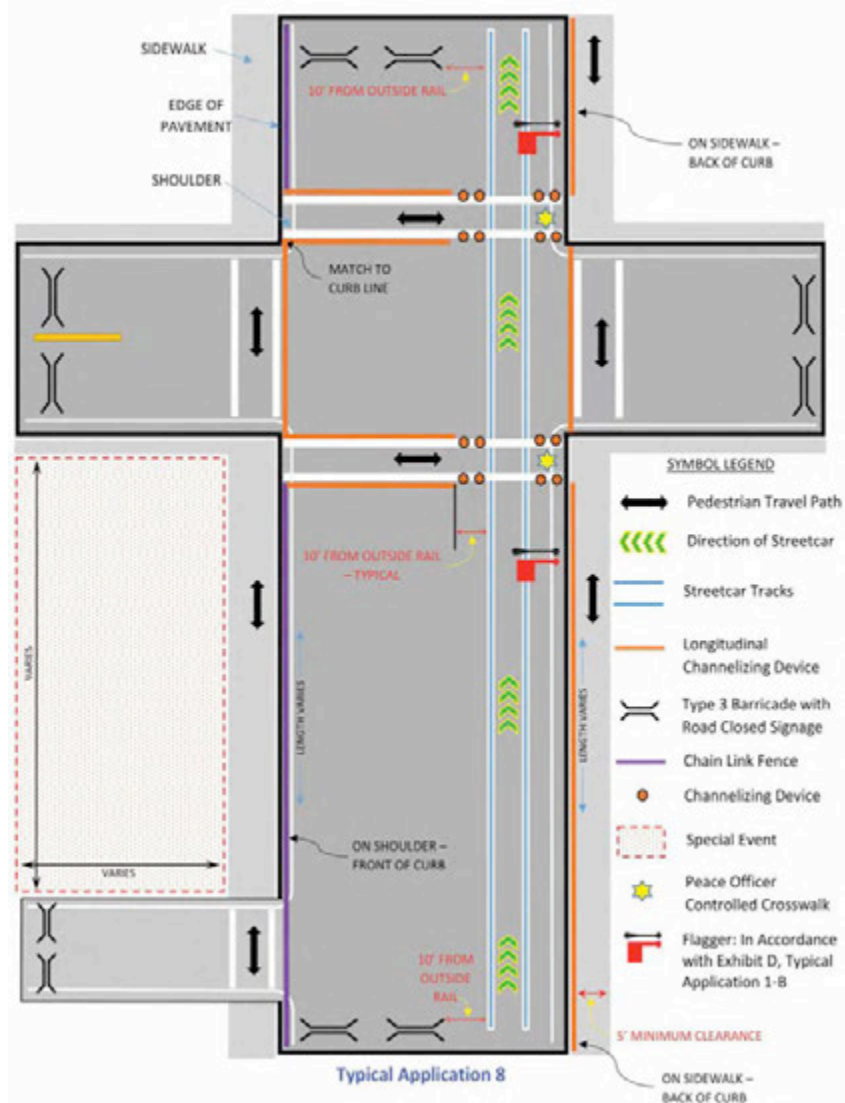 SIDEWALK
10' FROM OUTSIDE RAIL
EDGE OF
PAVEMENT
ON SIDEWALK –
BACK OF CURB
SHOULDER
MATCH TO
CURB LINE
SYMBOL LEGEND
Pedestrian Travel Path
Direction of Streetcar
Streetcar Tracks
Longitudinal
Channelizing Device
Type 3 Barricade with
Road Closed Signage
Chain Link Fence
Channelizing Device
Special Event
Peace Officer
Controlled Crosswalk
Flagger: In Accordance
with Exhibit D, Typical
Application 1-B
10' FROM OUTSIDE RAIL
– TYPICAL
VARIES
LENGTH VARIES
LENGTH VARIES
VARIES
ON SHOULDER –
FRONT OF CURB
10' FROM
OUTSIDE
RAIL
5' MINIMUM CLEARANCE
Typical Application 8
ON SIDEWALK –
BACK OF CURB